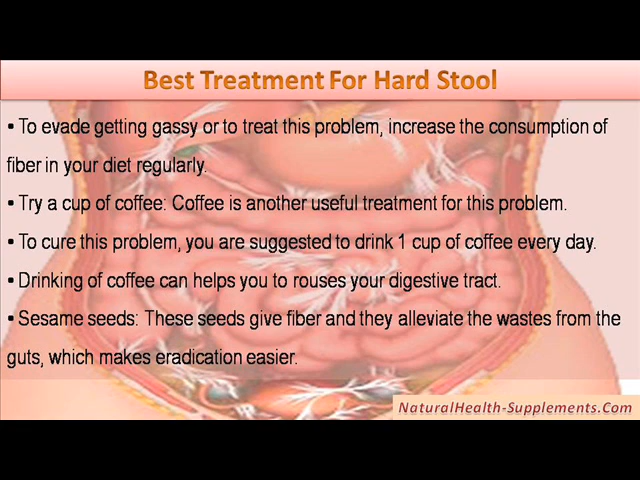 Best Treatment For Hard Stool
• To evade getting gassy or to treat this problem, increase the consumption of
fiber in your diet regularly.
• Try a cup of coffee: Coffee is another useful treatment for this problem.
• To cure this problem, you are suggested to drink 1 cup of coffee every day.
• Drinking of coffee can helps you to rouses your digestive tract.
• Sesame seeds: These seeds give fiber and they alleviate the wastes from the
guts, which makes eradication easier.
NaturalHealth-Supplements.Com